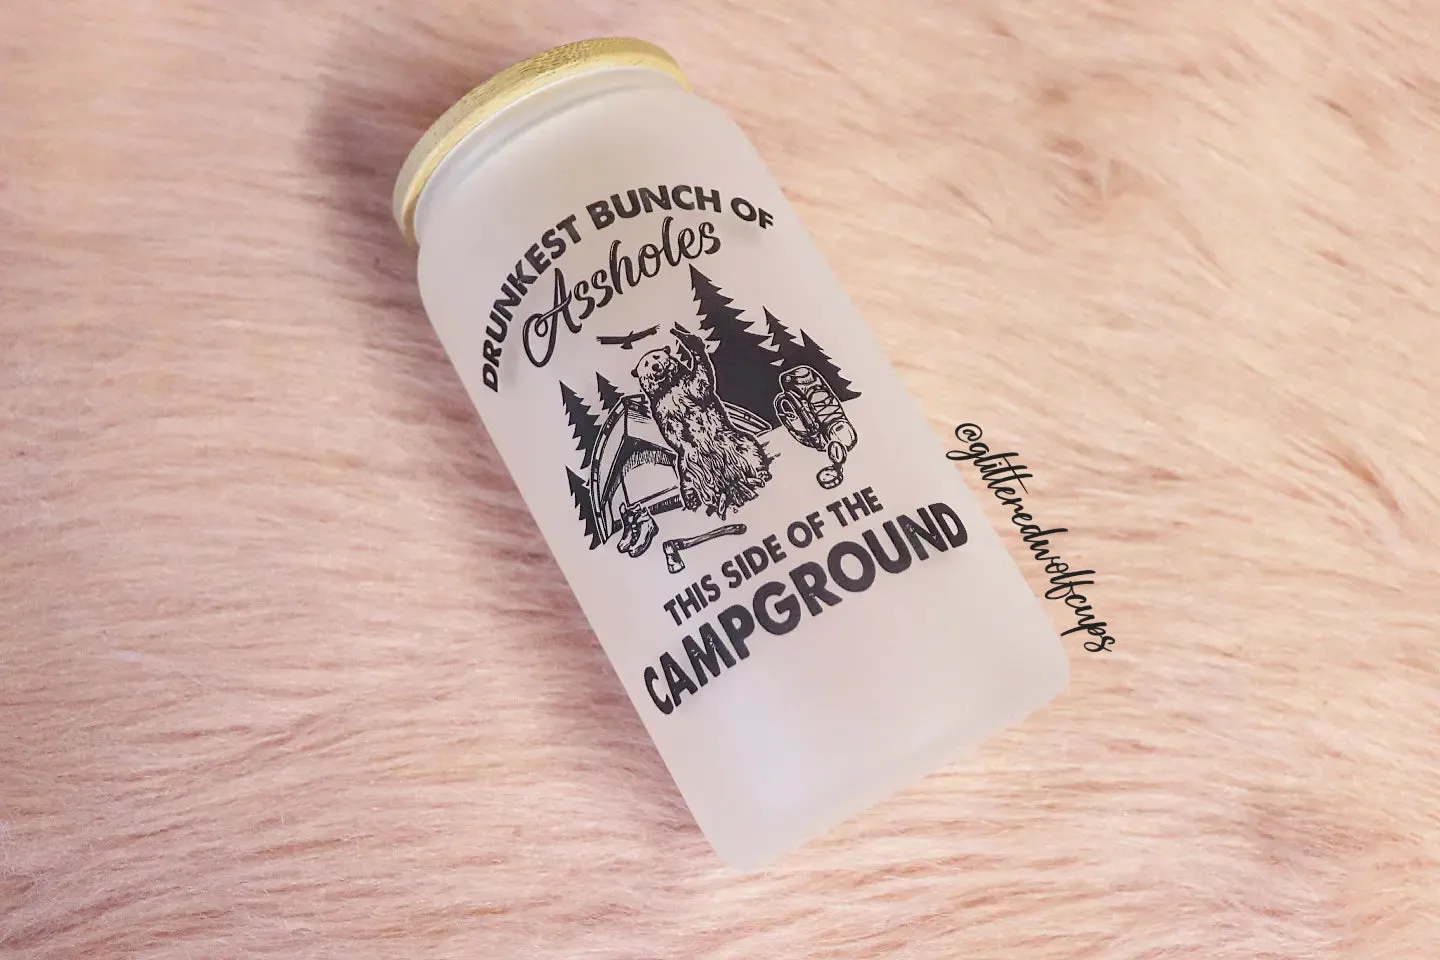 DRUNKEST BUNCH OF
Assholes
THIS SIDE OF THE
CAMPGROUND
@glitteredwolfcups